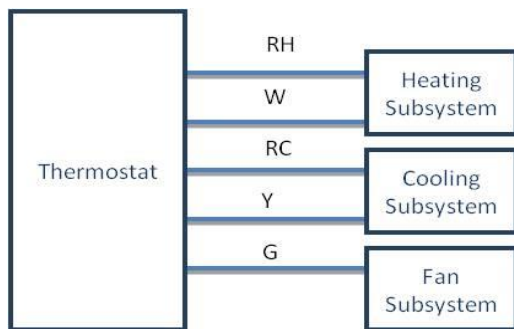 RH
Heating
Subsystem
W
RC
Thermostat
Cooling
Subsystem
Y
G
Fan
Subsystem